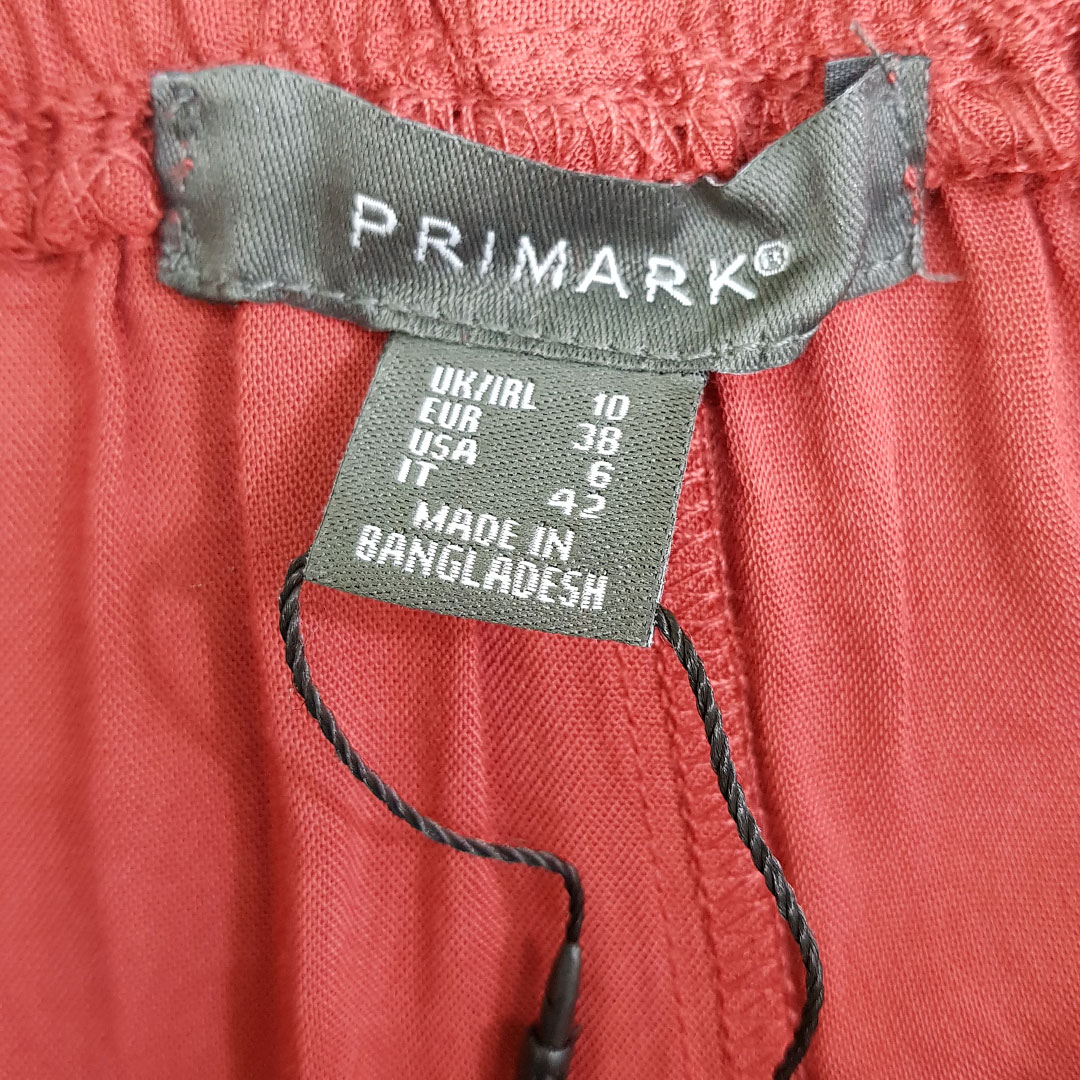 PRIMARK®
UK/IRL 10
EUR 38
USA 6
IT 42
MADE IN
BANGLADESH